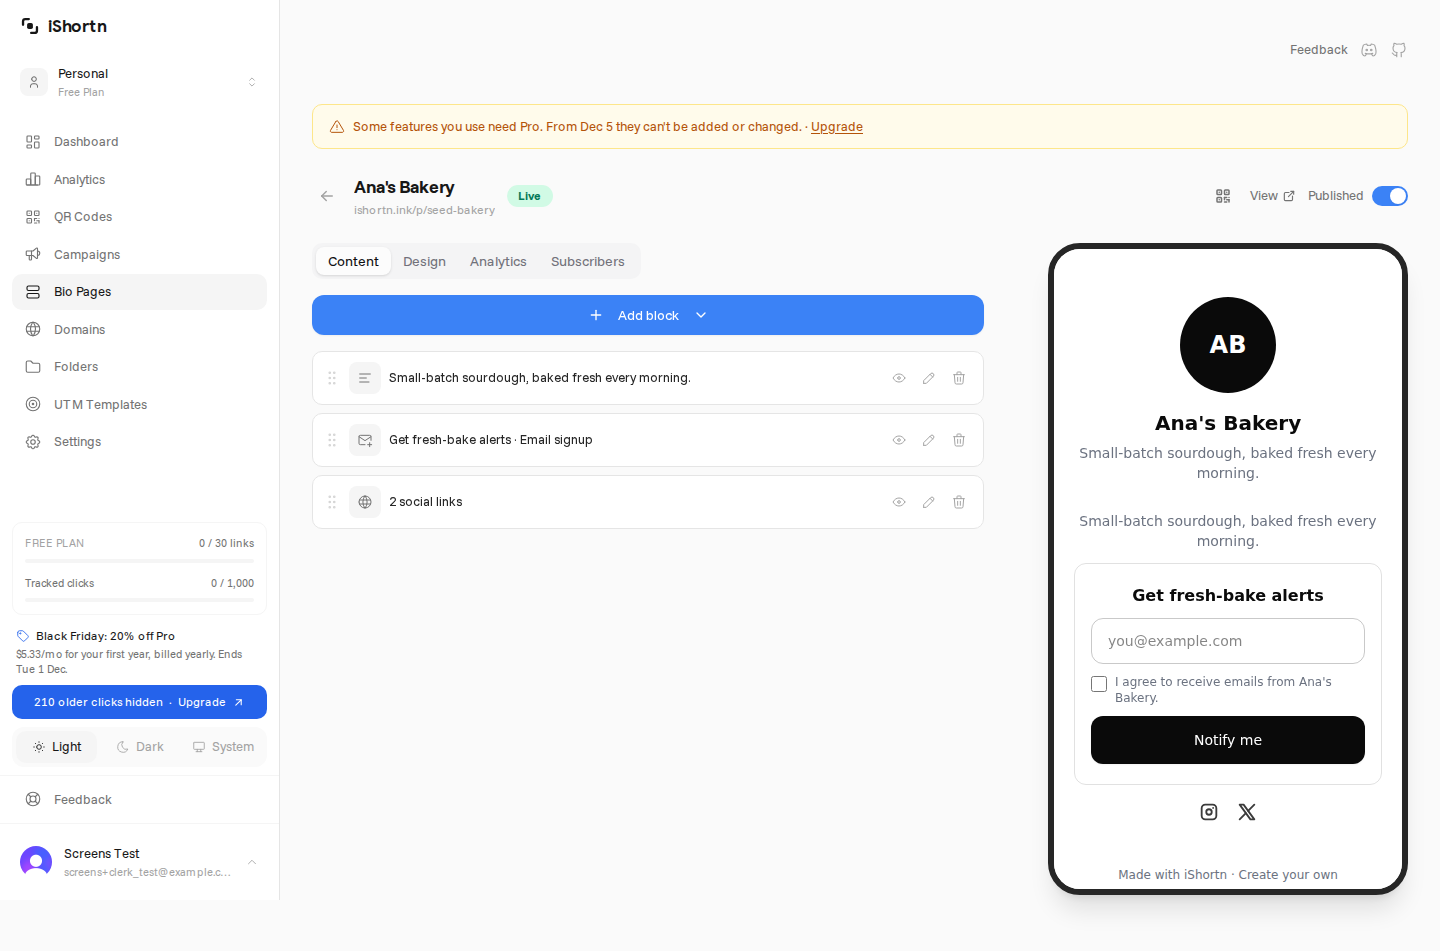 iShortn
Personal
Free Plan
Dashboard
Analytics
QR Codes
Campaigns
Bio Pages
Domains
Folders
UTM Templates
Settings
FREE PLAN 0 / 30 links
Tracked clicks 0 / 1,000
Black Friday: 20% off Pro
$5.33/mo for your first year, billed yearly. Ends
Tue 1 Dec.
210 older clicks hidden · Upgrade
Light Dark System
Feedback
Screens Test
screens+clerk_test@example.c...
Feedback
Some features you use need Pro. From Dec 5 they can't be added or changed. · Upgrade
Ana's Bakery
ishortn.ink/p/seed-bakery
Live
View Published
Content Design Analytics Subscribers
Add block
Small-batch sourdough, baked fresh every morning.
Get fresh-bake alerts · Email signup
2 social links
AB
Ana's Bakery
Small-batch sourdough, baked fresh every
morning.
Small-batch sourdough, baked fresh every
morning.
Get fresh-bake alerts
you@example.com
I agree to receive emails from Ana's
Bakery.
Notify me
Made with iShortn · Create your own